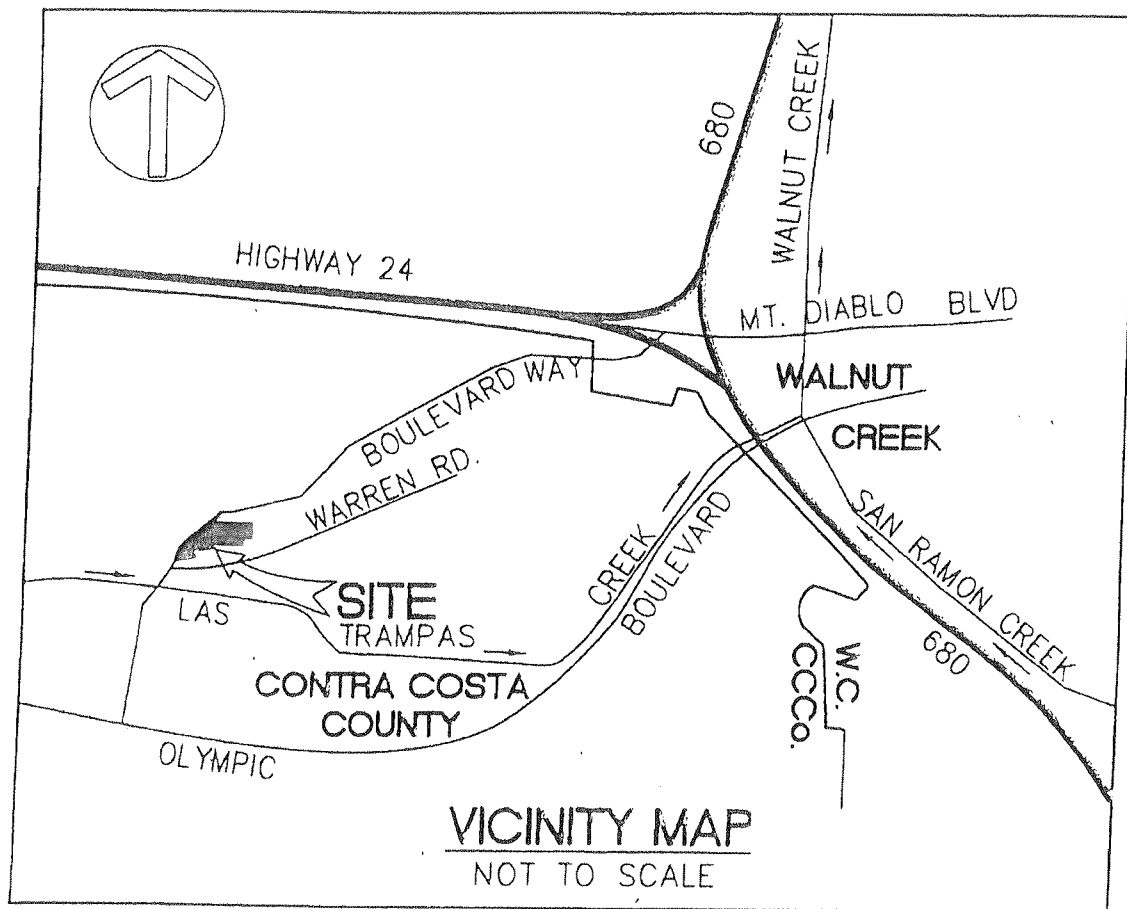 680
WALNUT CREEK
HIGHWAY 24
MT. DIABLO BLVD
BOULEVARD WAY
WALNUT
CREEK
WARREN RD.
SAN RAMON CREEK
LAS
TRAMPAS
CREEK
BOULEVARD
SITE
680
W.C.
CCCo.
CONTRA COSTA
COUNTY
OLYMPIC
VICINITY MAP
NOT TO SCALE